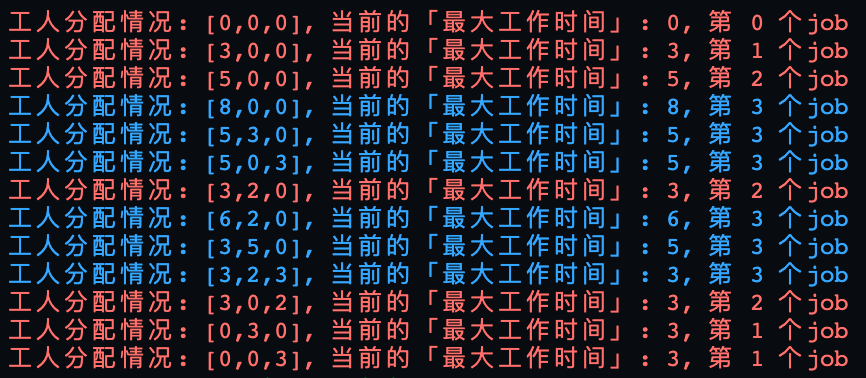 工人分配情况：[0,0,0], 当前的「最大工作时间」：0, 第 0 个job
工人分配情况：[3,0,0], 当前的「最大工作时间」：3, 第 1 个job
工人分配情况：[5,0,0], 当前的「最大工作时间」：5, 第 2 个job
工人分配情况：[8,0,0], 当前的「最大工作时间」：8, 第 3 个job
工人分配情况：[5,3,0], 当前的「最大工作时间」：5, 第 3 个job
工人分配情况：[5,0,3], 当前的「最大工作时间」：5, 第 3 个job
工人分配情况：[3,2,0], 当前的「最大工作时间」：3, 第 2 个job
工人分配情况：[6,2,0], 当前的「最大工作时间」：6, 第 3 个job
工人分配情况：[3,5,0], 当前的「最大工作时间」：5, 第 3 个job
工人分配情况：[3,2,3], 当前的「最大工作时间」：3, 第 3 个job
工人分配情况：[3,0,2], 当前的「最大工作时间」：3, 第 2 个job
工人分配情况：[0,3,0], 当前的「最大工作时间」：3, 第 1 个job
工人分配情况：[0,0,3], 当前的「最大工作时间」：3, 第 1 个job